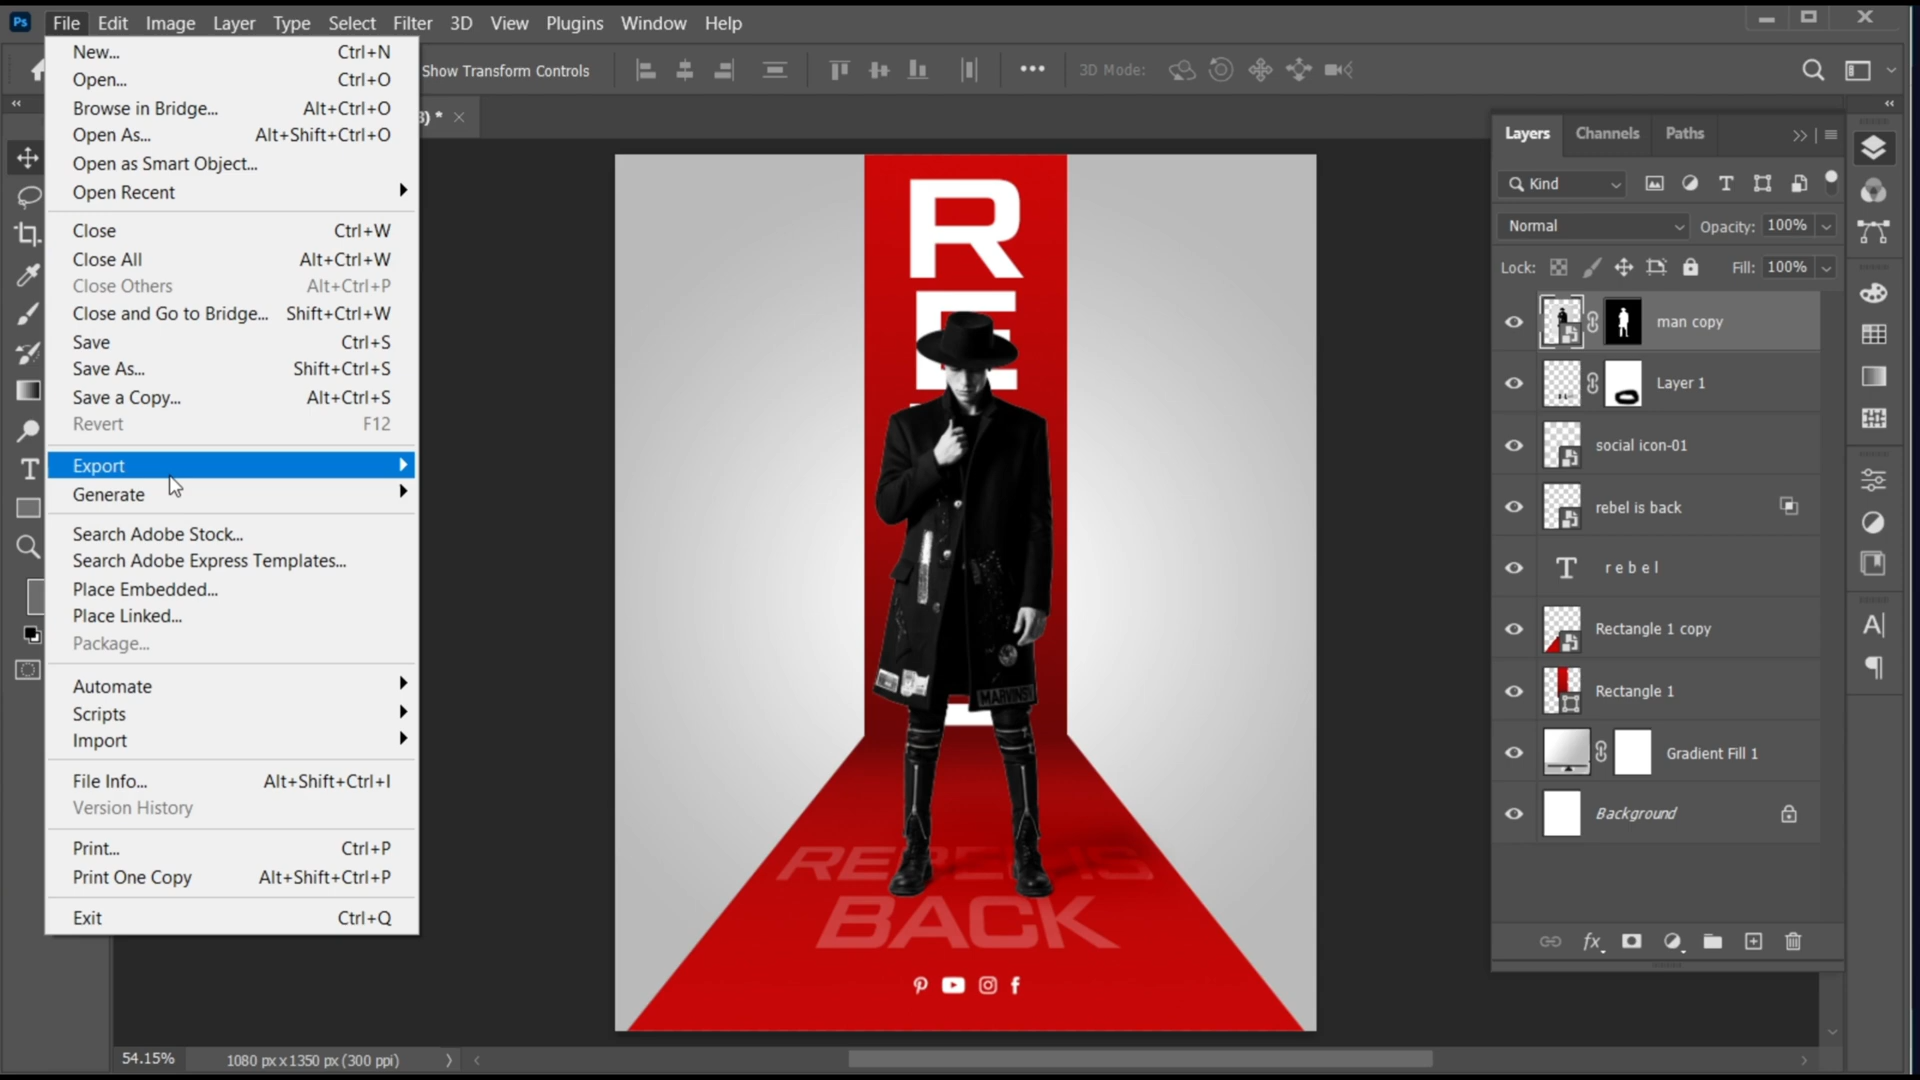 Ps File Edit Image Layer Type Select Filter 3D View Plugins Window Help
Show Transform Controls 3D Mode:
3) *
New... Ctrl+N
Open... Ctrl+O
Browse in Bridge... Alt+Ctrl+O
Open As... Alt+Shift+Ctrl+O
Open as Smart Object...
Open Recent
Close Ctrl+W
Close All Alt+Ctrl+W
Close Others Alt+Ctrl+P
Close and Go to Bridge... Shift+Ctrl+W
Save Ctrl+S
Save As... Shift+Ctrl+S
Save a Copy... Alt+Ctrl+S
Revert F12
Export
Generate
Search Adobe Stock...
Search Adobe Express Templates...
Place Embedded...
Place Linked...
Package...
Automate
Scripts
Import
File Info... Alt+Shift+Ctrl+I
Version History
Print... Ctrl+P
Print One Copy Alt+Shift+Ctrl+P
Exit Ctrl+Q
R
E
MARVINS
REBEL IS
BACK
Layers Channels Paths
Kind
Normal Opacity: 100%
Lock: Fill: 100%
man copy
Layer 1
social icon-01
rebel is back
r e b e l
Rectangle 1 copy
Rectangle 1
Gradient Fill 1
Background
fx
54.15% 1080 px x 1350 px (300 ppi)